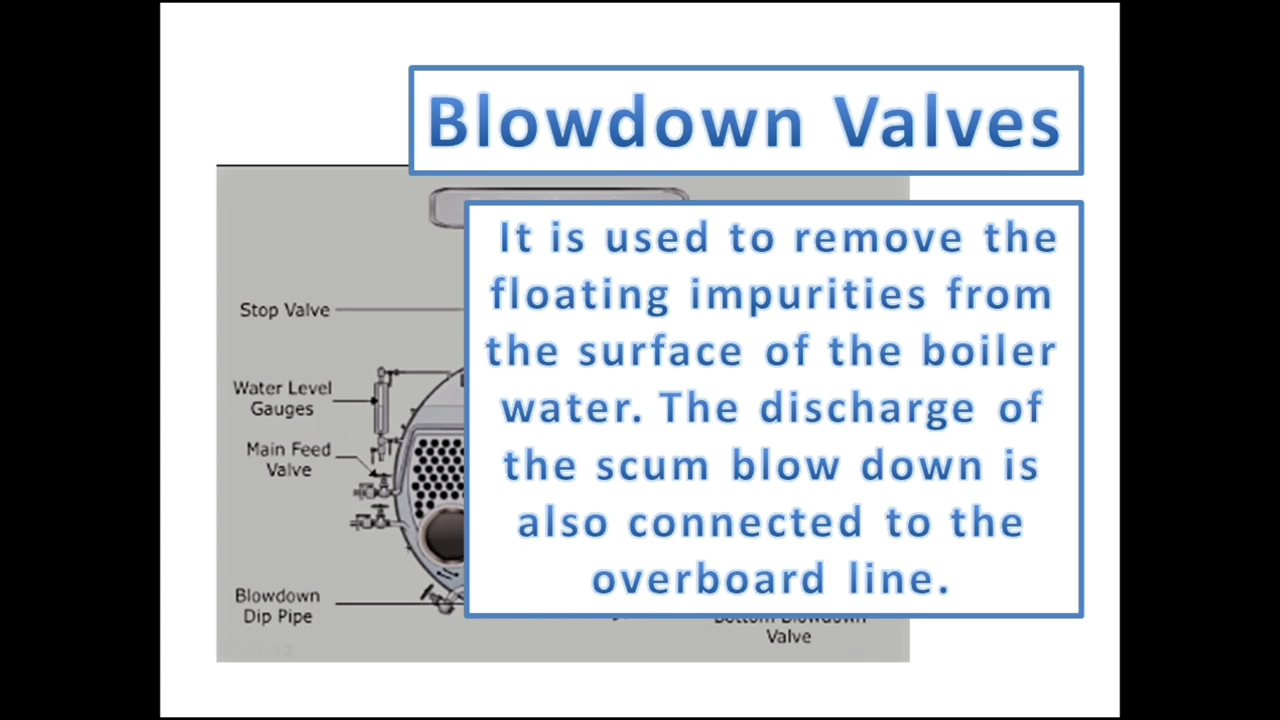 Blowdown Valves
It is used to remove the
floating impurities from
the surface of the boiler
water. The discharge of
the scum blow down is
also connected to the
overboard line.
Stop Valve
Water Level
Gauges
Main Feed
Valve
Blowdown
Dip Pipe
Bottom Blowdown
Valve